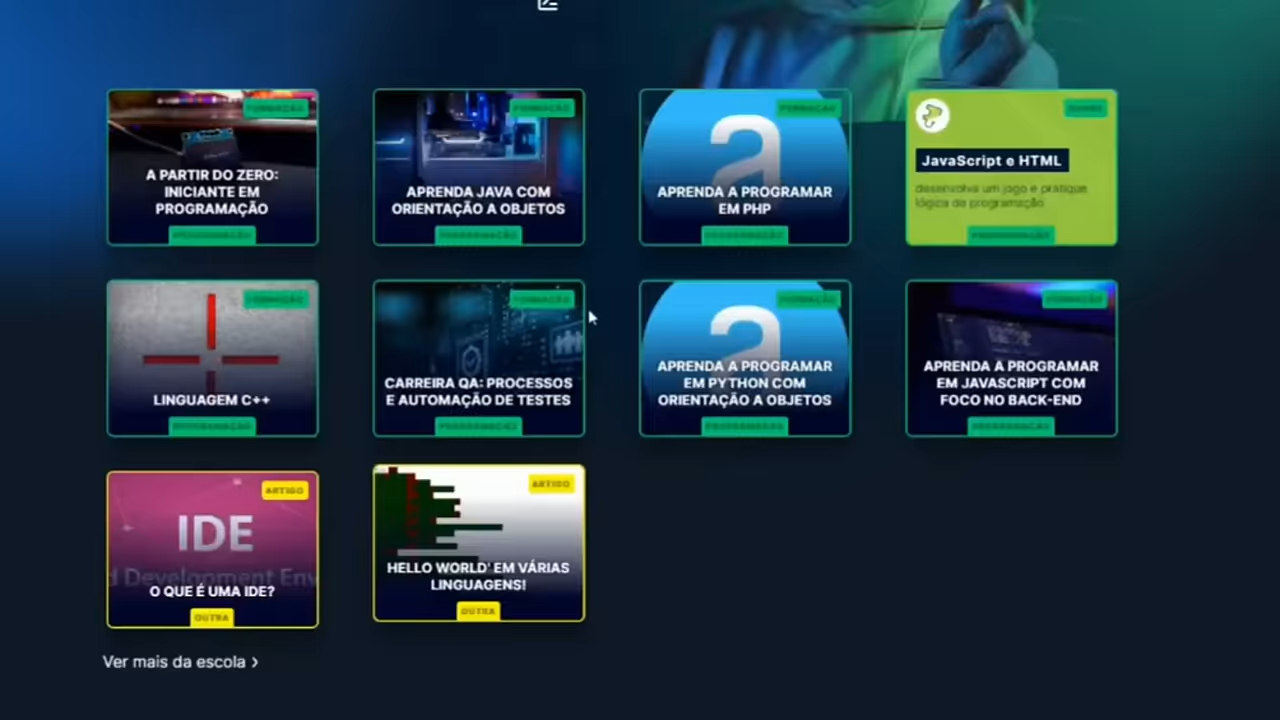 FORMAÇÃO
A PARTIR DO ZERO:
INICIANTE EM
PROGRAMAÇÃO
PROGRAMAÇÃO
FORMAÇÃO
APRENDA JAVA COM
ORIENTAÇÃO A OBJETOS
PROGRAMAÇÃO
FORMAÇÃO
a
APRENDA A PROGRAMAR
EM PHP
PROGRAMAÇÃO
JavaScript e HTML
desenvolva um jogo e pratique
lógica de programação
PROGRAMAÇÃO
FORMAÇÃO
LINGUAGEM C++
PROGRAMAÇÃO
FORMAÇÃO
CARREIRA QA: PROCESSOS
E AUTOMAÇÃO DE TESTES
PROGRAMAÇÃO
FORMAÇÃO
a
APRENDA A PROGRAMAR
EM PYTHON COM
ORIENTAÇÃO A OBJETOS
PROGRAMAÇÃO
FORMAÇÃO
APRENDA A PROGRAMAR
EM JAVASCRIPT COM
FOCO NO BACK-END
PROGRAMAÇÃO
ARTIGO
IDE
d Development Env
O QUE É UMA IDE?
OUTRA
ARTIGO
HELLO WORLD' EM VÁRIAS
LINGUAGENS!
OUTRA
Ver mais da escola >